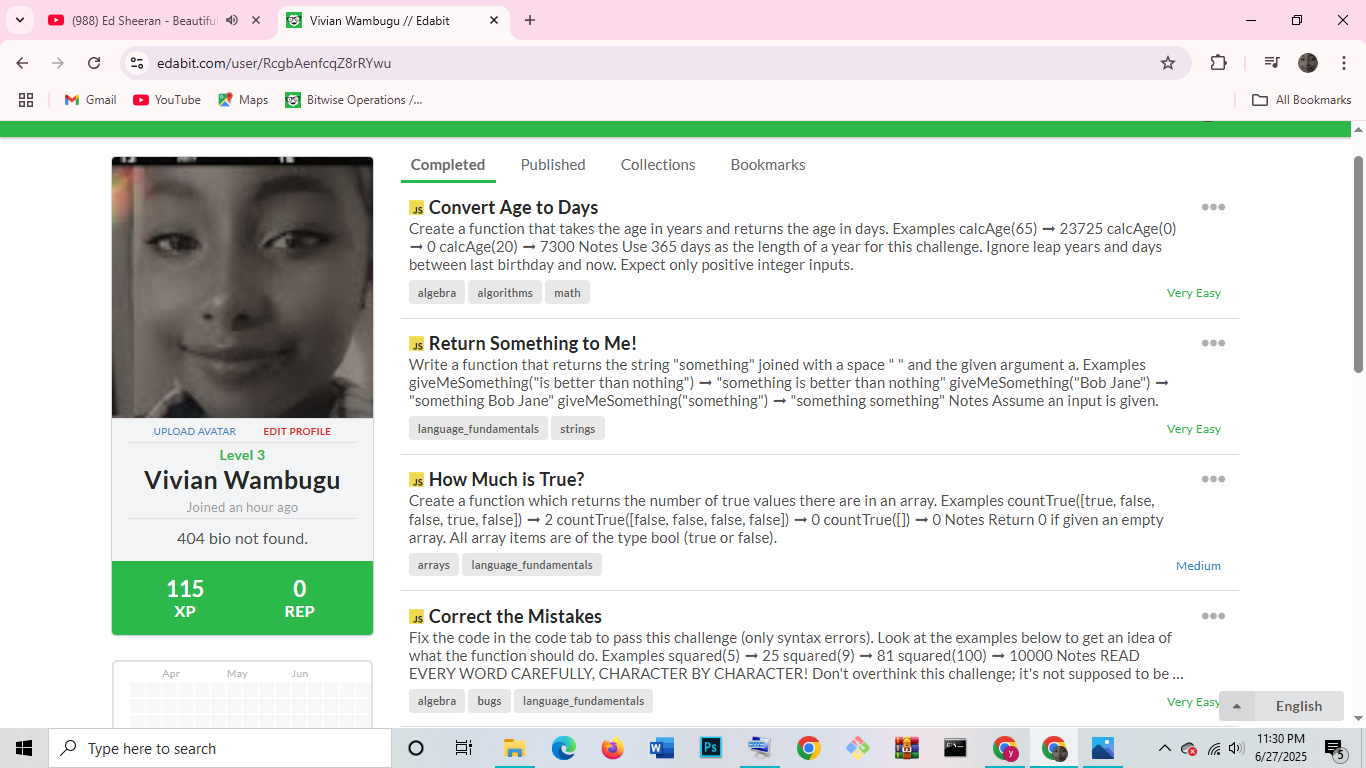 (988) Ed Sheeran - Beautiful
Vivian Wambugu // Edabit
edabit.com/user/RcgbAenfcqZ8rRYwu
Gmail
YouTube
Maps
Bitwise Operations /...
All Bookmarks
Completed
Published
Collections
Bookmarks
JS Convert Age to Days
Create a function that takes the age in years and returns the age in days. Examples calcAge(65) ➞ 23725 calcAge(0)
➞ 0 calcAge(20) ➞ 7300 Notes Use 365 days as the length of a year for this challenge. Ignore leap years and days
between last birthday and now. Expect only positive integer inputs.
algebra
algorithms
math
Very Easy
JS Return Something to Me!
Write a function that returns the string "something" joined with a space " " and the given argument a. Examples
giveMeSomething("is better than nothing") ➞ "something is better than nothing" giveMeSomething("Bob Jane") ➞
"something Bob Jane" giveMeSomething("something") ➞ "something something" Notes Assume an input is given.
language_fundamentals
strings
Very Easy
JS How Much is True?
Create a function which returns the number of true values there are in an array. Examples countTrue([true, false,
false, true, false]) ➞ 2 countTrue([false, false, false, false]) ➞ 0 countTrue([]) ➞ 0 Notes Return 0 if given an empty
array. All array items are of the type bool (true or false).
arrays
language_fundamentals
Medium
JS Correct the Mistakes
Fix the code in the code tab to pass this challenge (only syntax errors). Look at the examples below to get an idea of
what the function should do. Examples squared(5) ➞ 25 squared(9) ➞ 81 squared(100) ➞ 10000 Notes READ
EVERY WORD CAREFULLY, CHARACTER BY CHARACTER! Don't overthink this challenge; it's not supposed to be ...
algebra
bugs
language_fundamentals
Very Easy
UPLOAD AVATAR
EDIT PROFILE
Level 3
Vivian Wambugu
Joined an hour ago
404 bio not found.
115
XP
0
REP
Apr
May
Jun
English
Type here to search
W
Ps
y
11:30 PM
6/27/2025
5